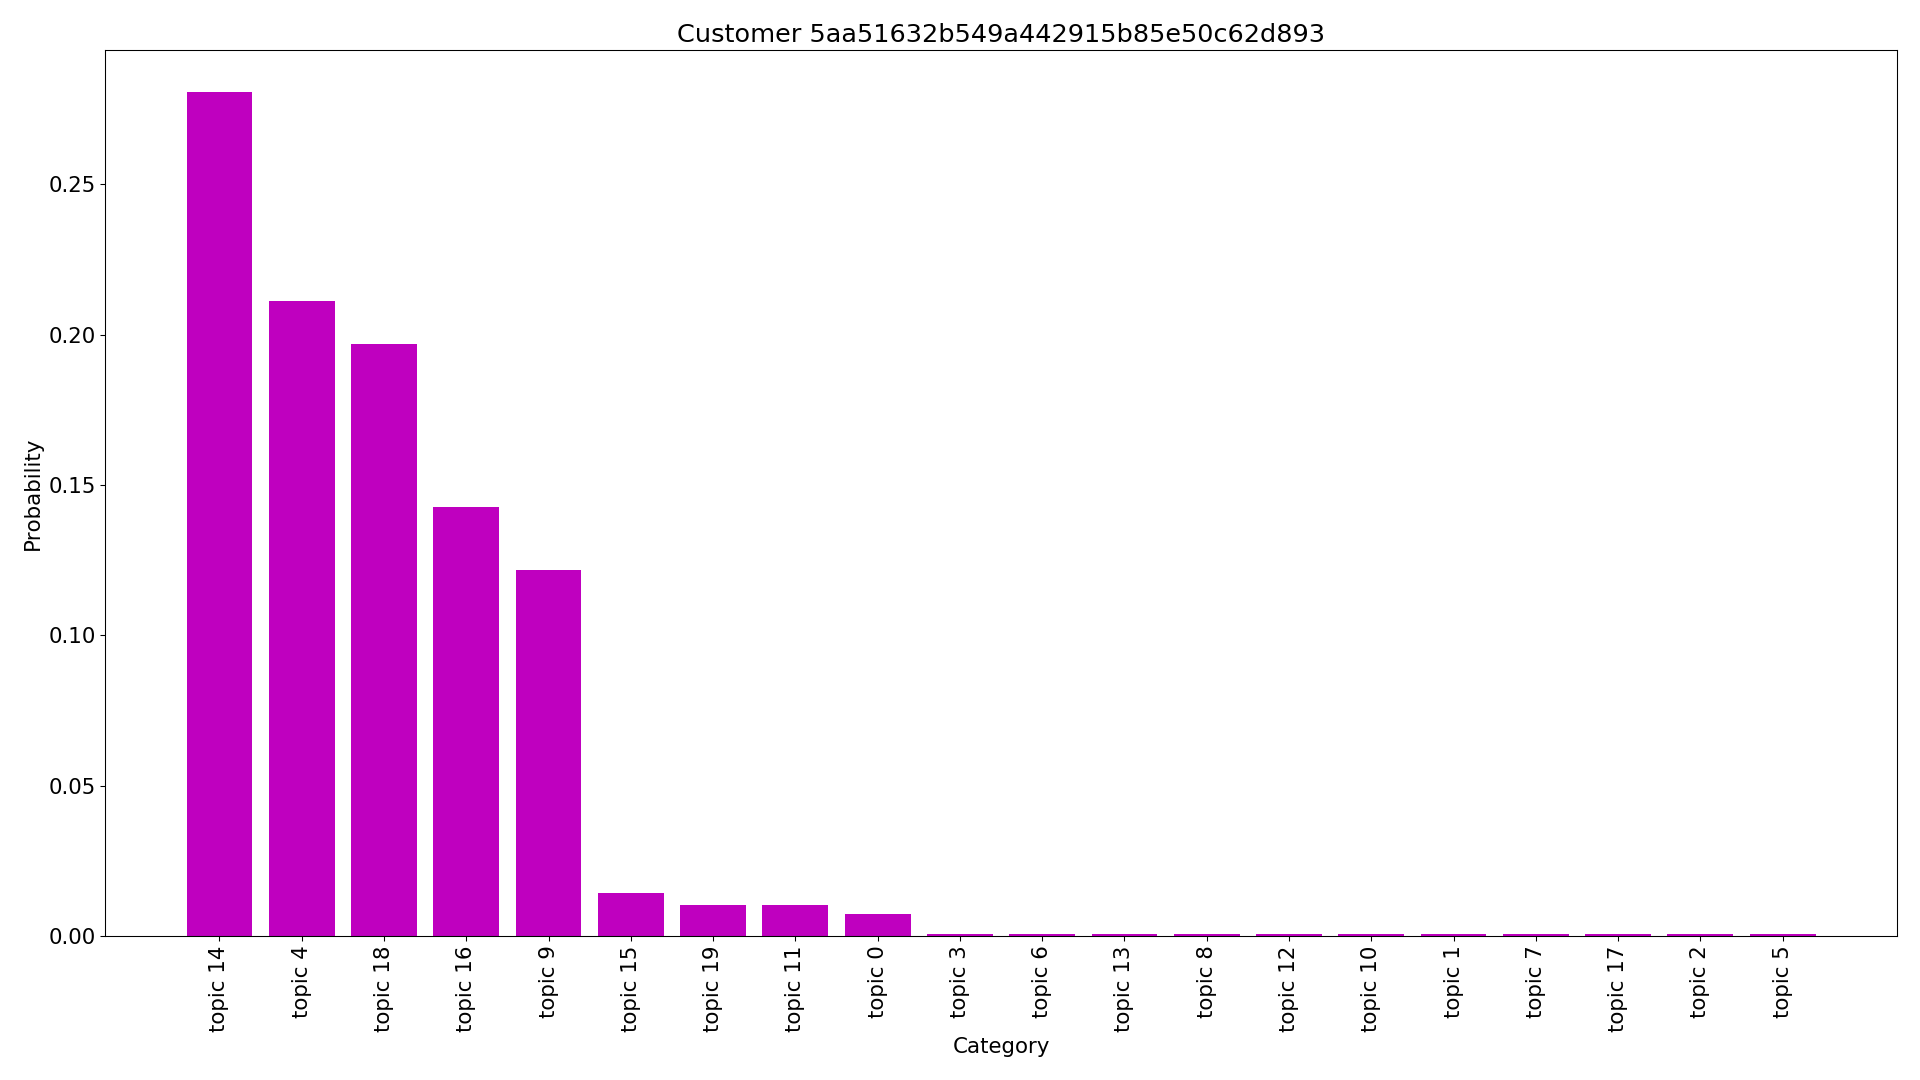 Customer 5aa51632b549a442915b85e50c62d893
Probability
0.25
0.20
0.15
0.10
0.05
0.00
topic 14
topic 4
topic 18
topic 16
topic 9
topic 15
topic 19
topic 11
topic 0
topic 3
topic 6
topic 13
topic 8
topic 12
topic 10
topic 1
topic 7
topic 17
topic 2
topic 5
Category